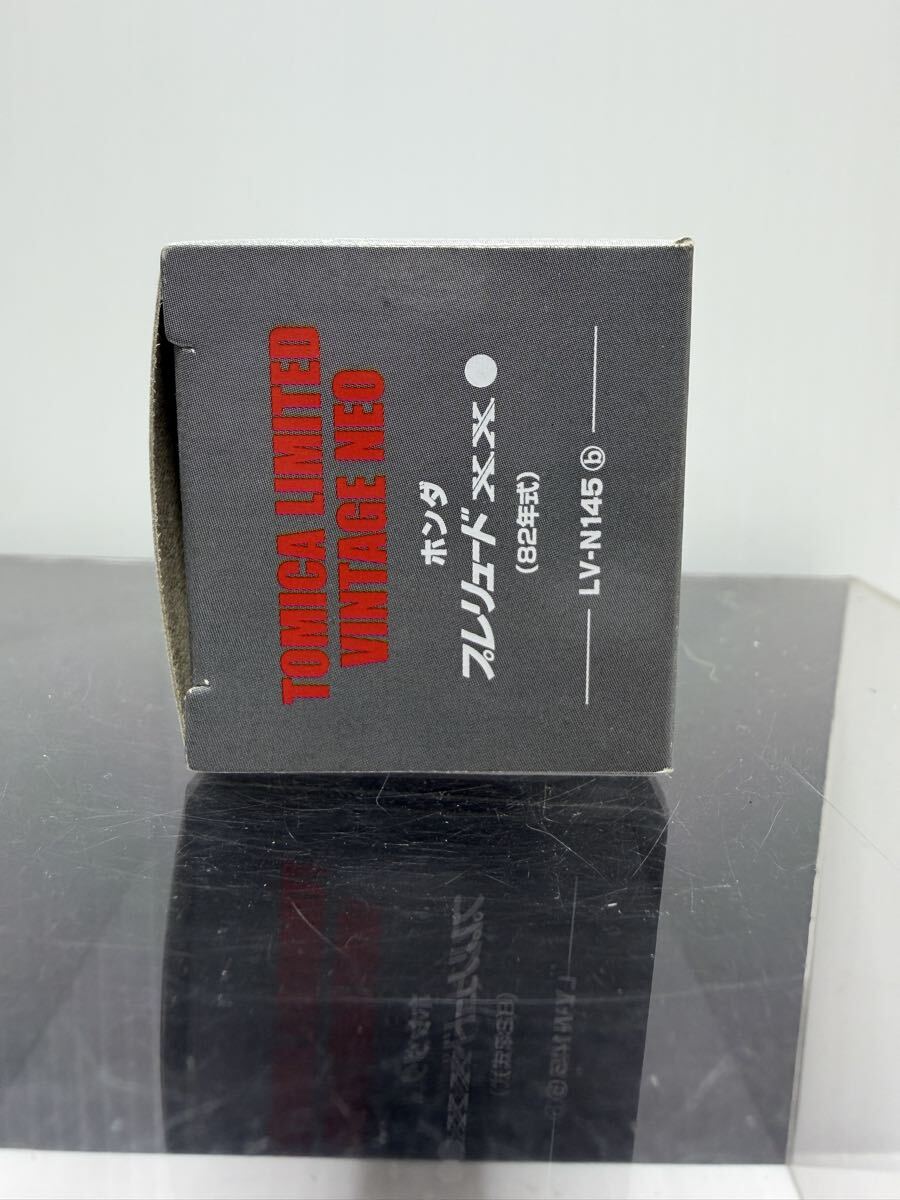 TOMICA LIMITED
VINTAGE NEO
ホンダ
プレリュード XX ●
(82年式)
LV-N145 ⓑ